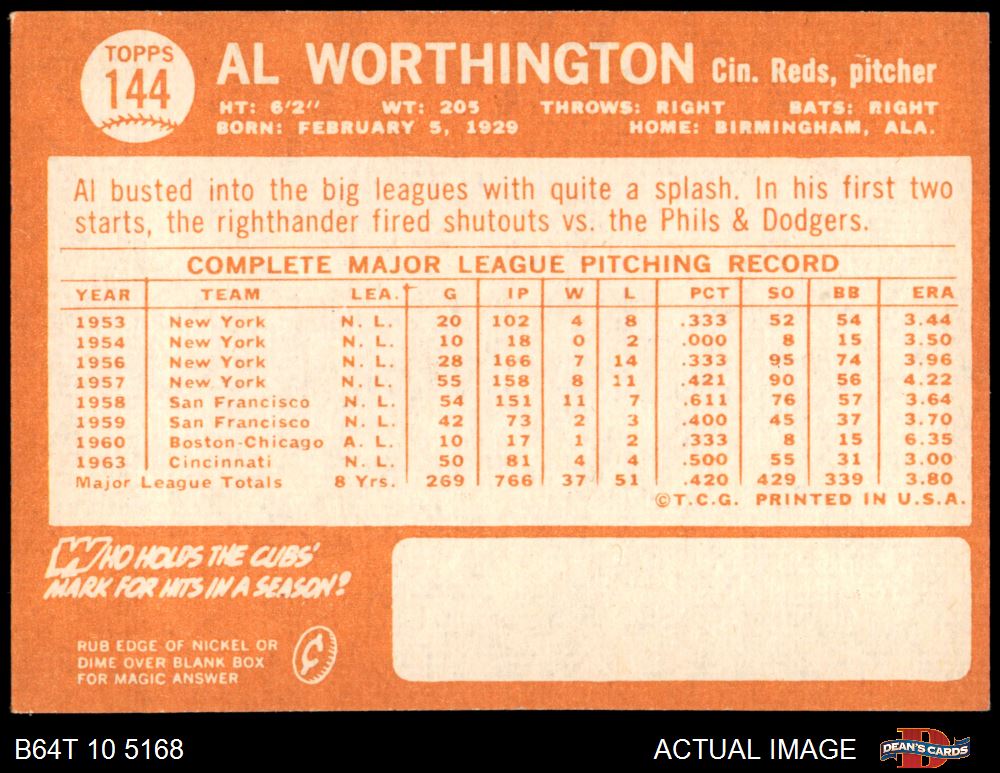 TOPPS
144
AL WORTHINGTON Cin. Reds, pitcher
HT: 6'2" WT: 205 THROWS: RIGHT BATS: RIGHT
BORN: FEBRUARY 5, 1929 HOME: BIRMINGHAM, ALA.
Al busted into the big leagues with quite a splash. In his first two
starts, the righthander fired shutouts vs. the Phils & Dodgers.
COMPLETE MAJOR LEAGUE PITCHING RECORD
YEAR TEAM LEA. G IP W L PCT SO BB ERA
1953 New York N. L. 20 102 4 8 .333 52 54 3.44
1954 New York N. L. 10 18 0 2 .000 8 15 3.50
1956 New York N. L. 28 166 7 14 .333 95 74 3.96
1957 New York N. L. 55 158 8 11 .421 90 56 4.22
1958 San Francisco N. L. 54 151 11 7 .611 76 57 3.64
1959 San Francisco N. L. 42 73 2 3 .400 45 37 3.70
1960 Boston-Chicago A. L. 10 17 1 2 .333 8 15 6.35
1963 Cincinnati N. L. 50 81 4 4 .500 55 31 3.00
Major League Totals 8 Yrs. 269 766 37 51 .420 429 339 3.80
©T.C.G. PRINTED IN U.S.A.
WHO HOLDS THE CUBS'
MARK FOR HITS IN A SEASON?
RUB EDGE OF NICKEL OR
DIME OVER BLANK BOX
FOR MAGIC ANSWER
¢
B64T 10 5168 ACTUAL IMAGE DEAN'S CARDS